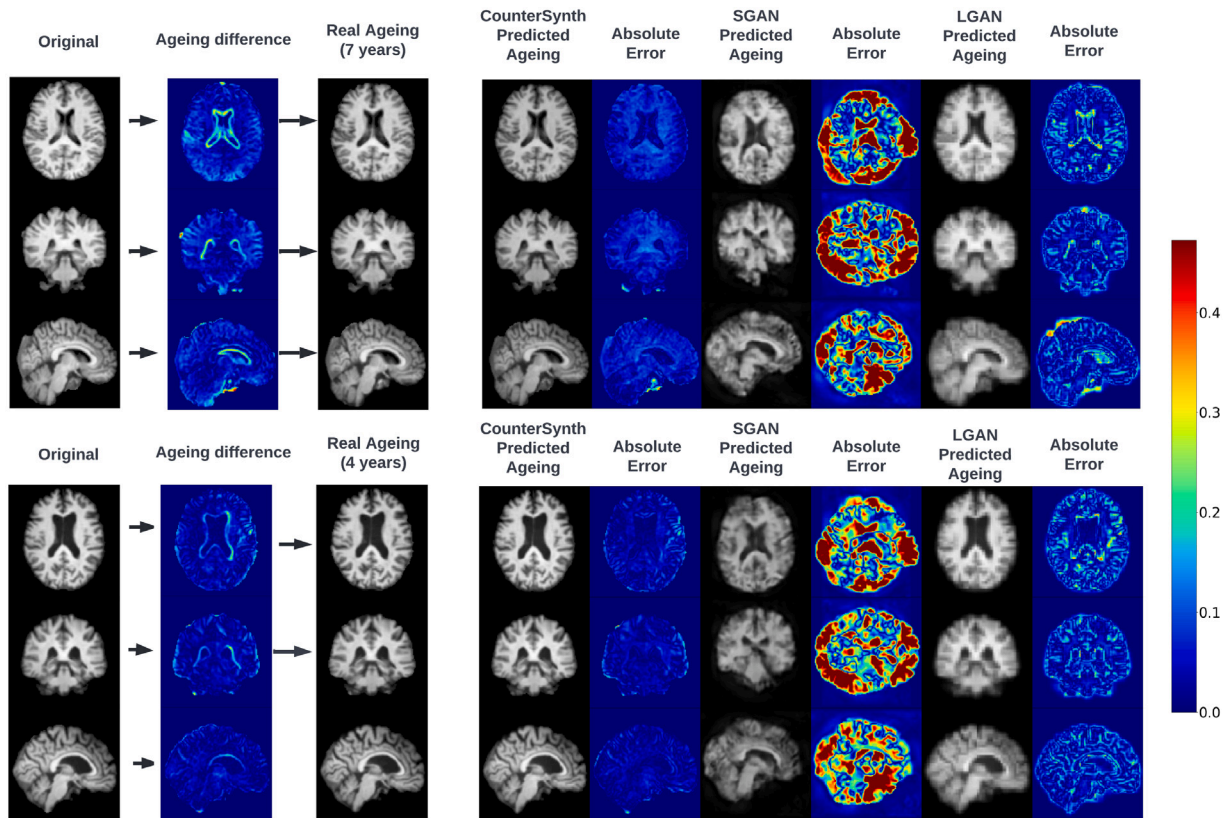 Original
Ageing difference
Real Ageing
(7 years)
CounterSynth
Predicted
Ageing
Absolute
Error
SGAN
Predicted
Ageing
Absolute
Error
LGAN
Predicted
Ageing
Absolute
Error
Original
Ageing difference
Real Ageing
(4 years)
CounterSynth
Predicted
Ageing
Absolute
Error
SGAN
Predicted
Ageing
Absolute
Error
LGAN
Predicted
Ageing
Absolute
Error
0.4
0.3
0.2
0.1
0.0